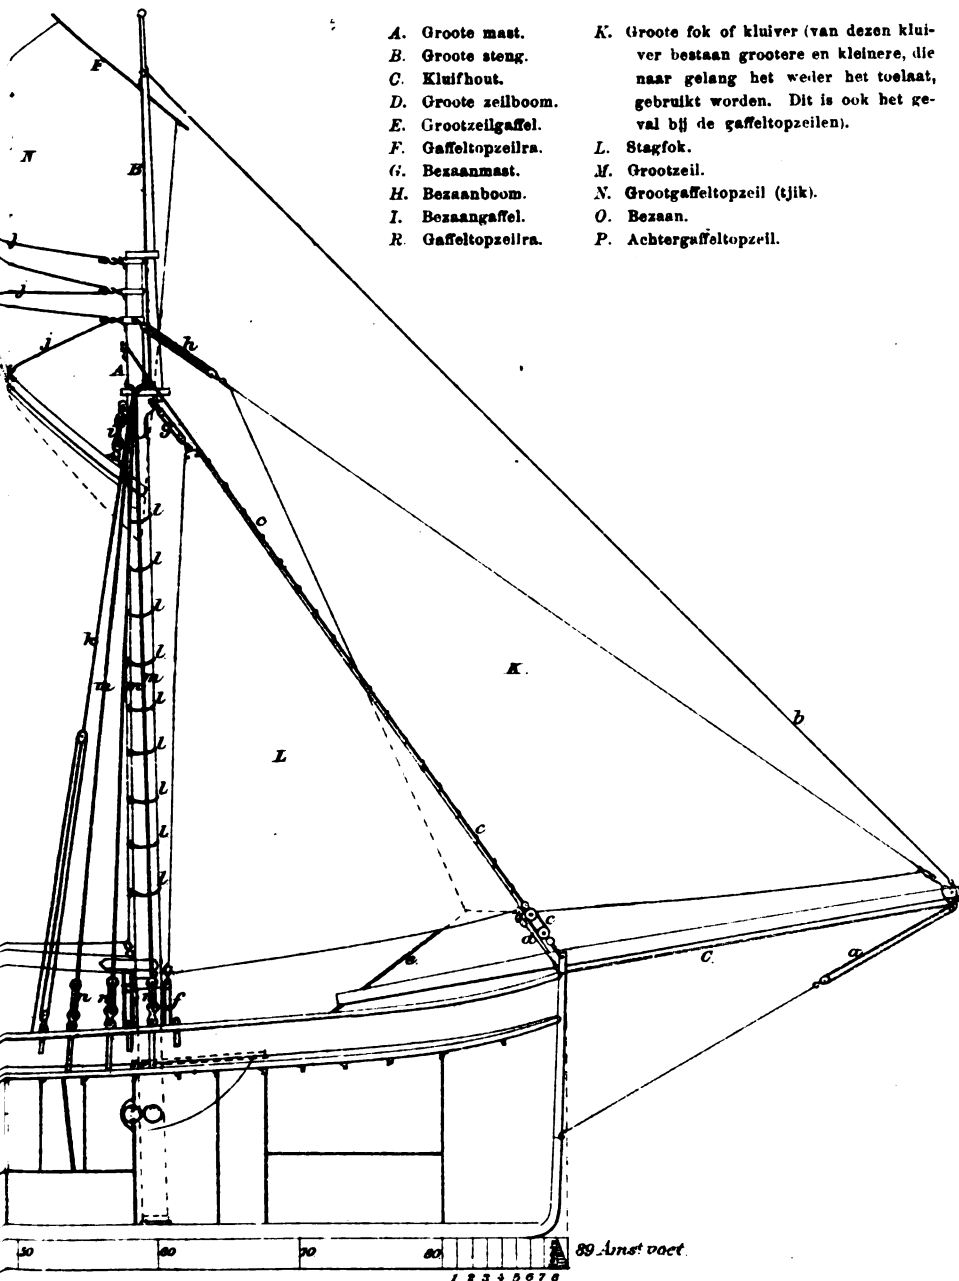 A. Groote mast.
B. Groote steng.
C. Kluifhout.
D. Groote zeilboom.
E. Grootzeilgaffel.
F. Gaffeltopzeilra.
G. Bezaanmast.
H. Bezaanboom.
I. Bezaangaffel.
R. Gaffeltopzeilra.
K. Groote fok of kluiver (van dezen klui-
ver bestaan grootere en kleinere, die
naar gelang het weder het toelaat,
gebruikt worden. Dit is ook het ge-
val bij de gaffeltopzeilen).
L. Stagfok.
M. Grootzeil.
N. Grootgaffeltopzeil (tjik).
O. Bezaan.
P. Achtergaffeltopzeil.
F
N
B
j
j
j
h
A
i
g
l
o
l
l
k
l
K
m
m
l
b
L
l
l
c
l
l
c
d
e
C
a
n
n
n
f
50 60 70 80 89 Amst voet
1 2 3 4 5 6 7 8